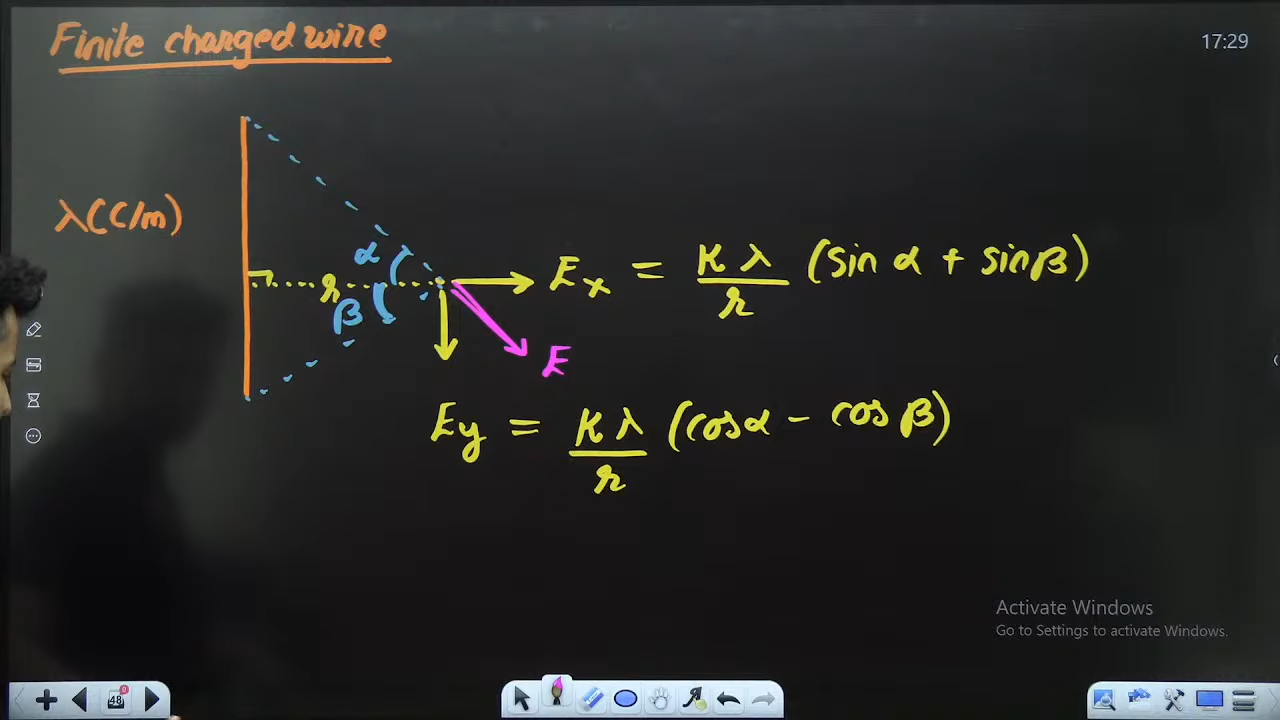 Finite charged wire
17:29
λ(C/m)
α
r
β
Ex = Kλ/r (sin α + sin β)
E
Ey = Kλ/r (cos α - cos β)
Activate Windows
Go to Settings to activate Windows.
48